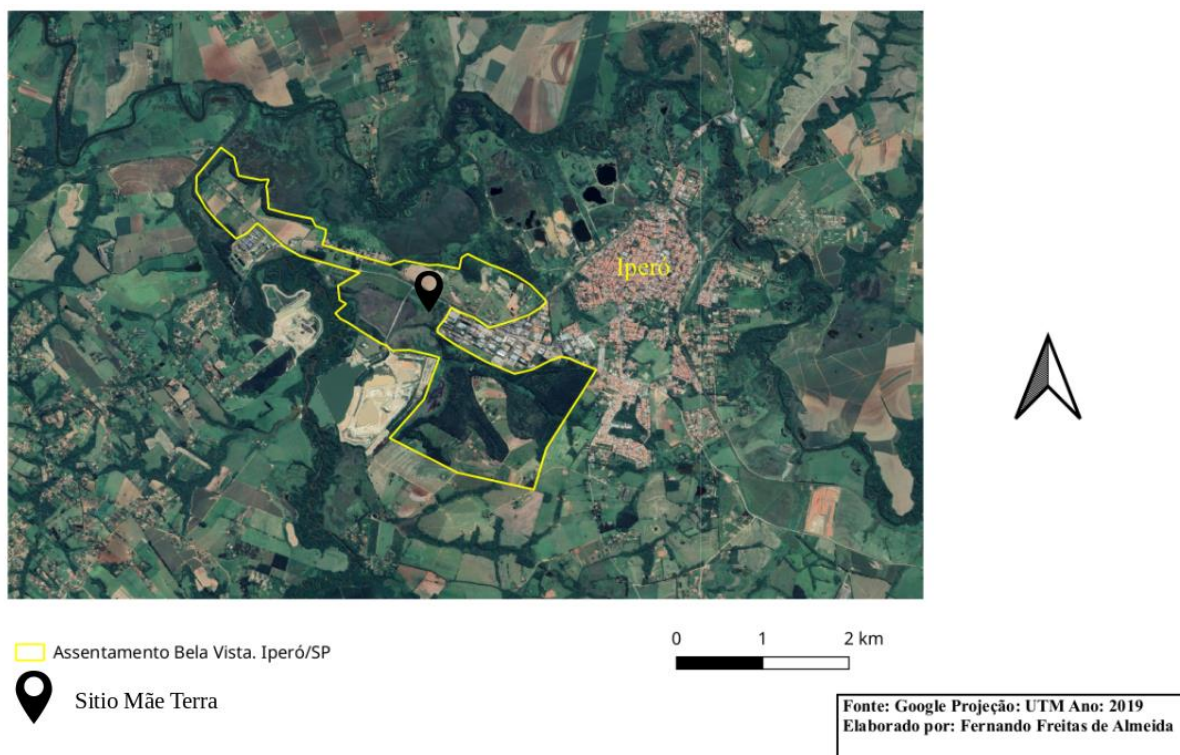 Iperó
0 1 2 km
Assentamento Bela Vista. Iperó/SP
Sitio Mãe Terra
Fonte: Google Projeção: UTM Ano: 2019
Elaborado por: Fernando Freitas de Almeida